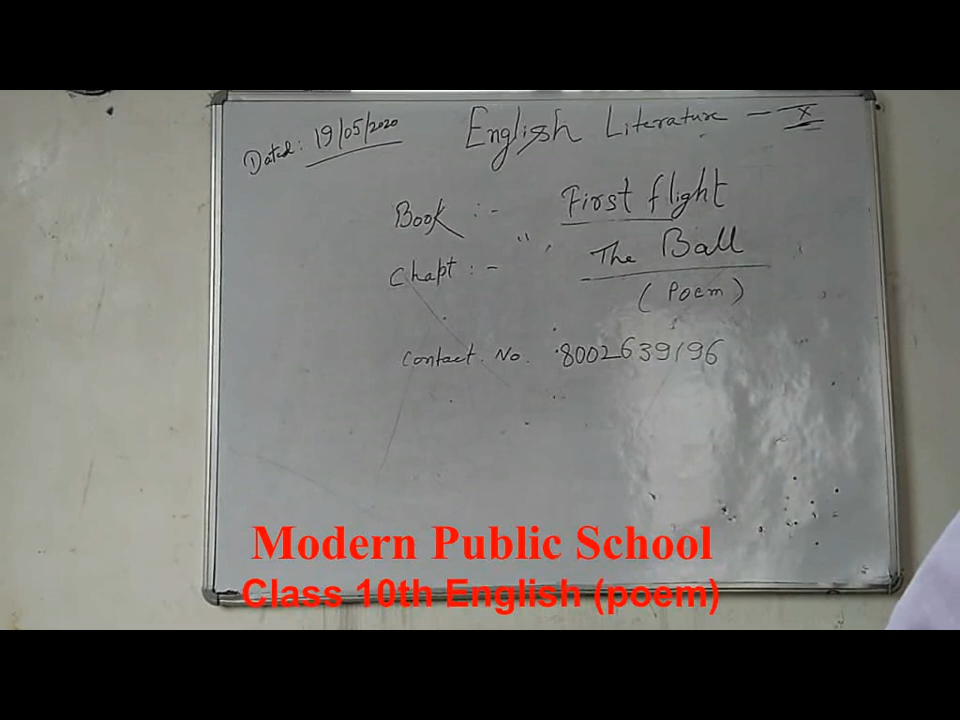 Dated: 19/05/2020
English Literature - X
Book :- First flight
Chapt :- " The Ball
(Poem)
Contact. No. 8002639196
Modern Public School
Class 10th English (poem)